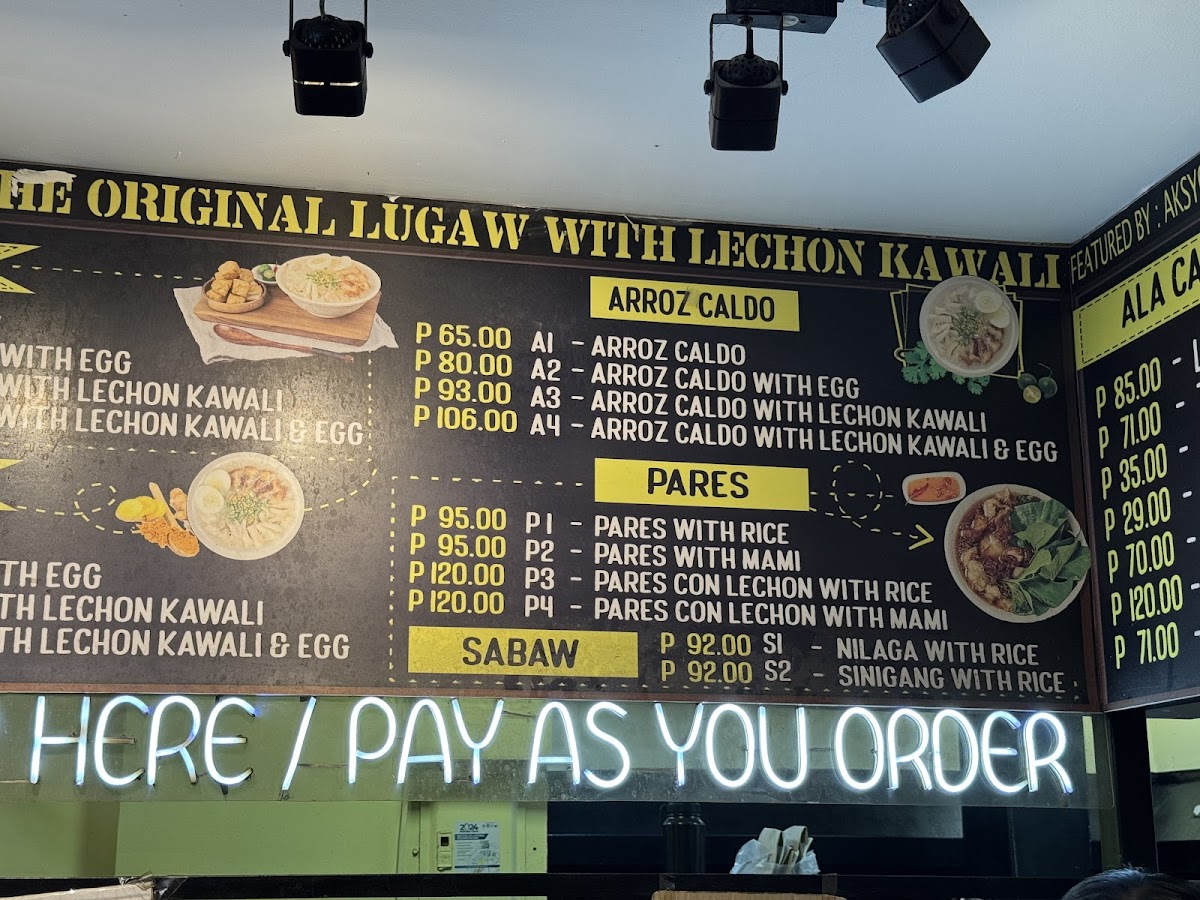 THE ORIGINAL LUGAW WITH LECHON KAWALI
WITH EGG
WITH LECHON KAWALI
WITH LECHON KAWALI & EGG
TH EGG
TH LECHON KAWALI
TH LECHON KAWALI & EGG
ARROZ CALDO
P 65.00 A1 - ARROZ CALDO
P 80.00 A2 - ARROZ CALDO WITH EGG
P 93.00 A3 - ARROZ CALDO WITH LECHON KAWALI
P 106.00 A4 - ARROZ CALDO WITH LECHON KAWALI & EGG
PARES
P 95.00 P1 - PARES WITH RICE
P 95.00 P2 - PARES WITH MAMI
P 120.00 P3 - PARES CON LECHON WITH RICE
P 120.00 P4 - PARES CON LECHON WITH MAMI
SABAW
P 92.00 S1 - NILAGA WITH RICE
P 92.00 S2 - SINIGANG WITH RICE
FEATURED BY : AKSYO
ALA CA
P 85.00 - L
P 71.00 -
P 35.00 -
P 29.00 -
P 70.00 -
P 120.00 -
P 71.00 -
HERE / PAY AS YOU ORDER
2024